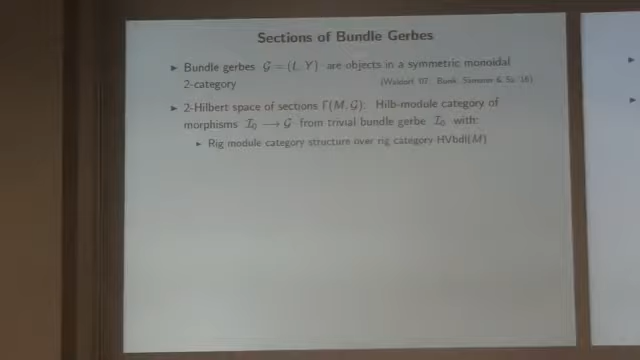 Sections of Bundle Gerbes
▸ Bundle gerbes 𝒢 = (L, Y) are objects in a symmetric monoidal
2-category (Waldorf '07, Bunk, Sämann & Sz '16)
▸ 2-Hilbert space of sections Γ(M, 𝒢): Hilb-module category of
morphisms ℐ₀ ⟶ 𝒢 from trivial bundle gerbe ℐ₀ with:
▸ Rig module category structure over rig category HVbdl(M)